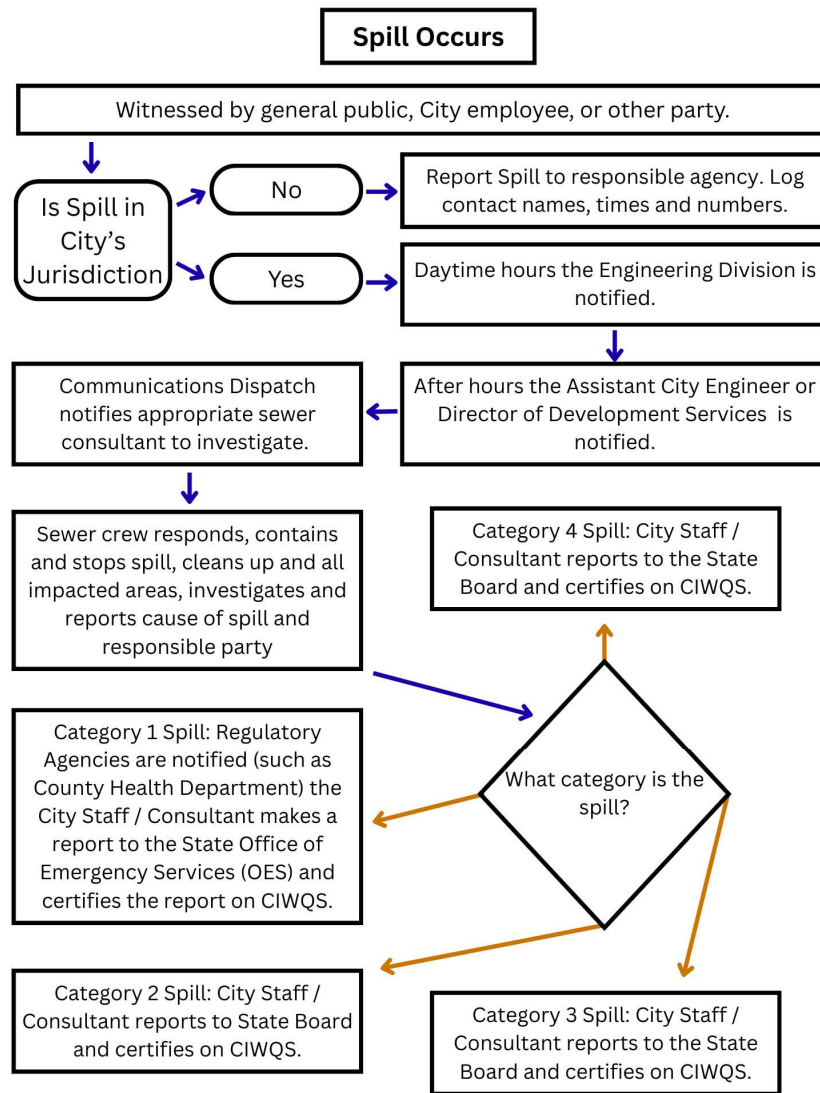 Spill Occurs
Witnessed by general public, City employee, or other party.
Is Spill in
City’s
Jurisdiction
No
Report Spill to responsible agency. Log
contact names, times and numbers.
Yes
Daytime hours the Engineering Division is
notified.
After hours the Assistant City Engineer or
Director of Development Services is
notified.
Communications Dispatch
notifies appropriate sewer
consultant to investigate.
Sewer crew responds, contains
and stops spill, cleans up and all
impacted areas, investigates and
reports cause of spill and
responsible party
What category is the
spill?
Category 4 Spill: City Staff /
Consultant reports to the State
Board and certifies on CIWQS.
Category 1 Spill: Regulatory
Agencies are notified (such as
County Health Department) the
City Staff / Consultant makes a
report to the State Office of
Emergency Services (OES) and
certifies the report on CIWQS.
Category 2 Spill: City Staff /
Consultant reports to State Board
and certifies on CIWQS.
Category 3 Spill: City Staff /
Consultant reports to the State
Board and certifies on CIWQS.